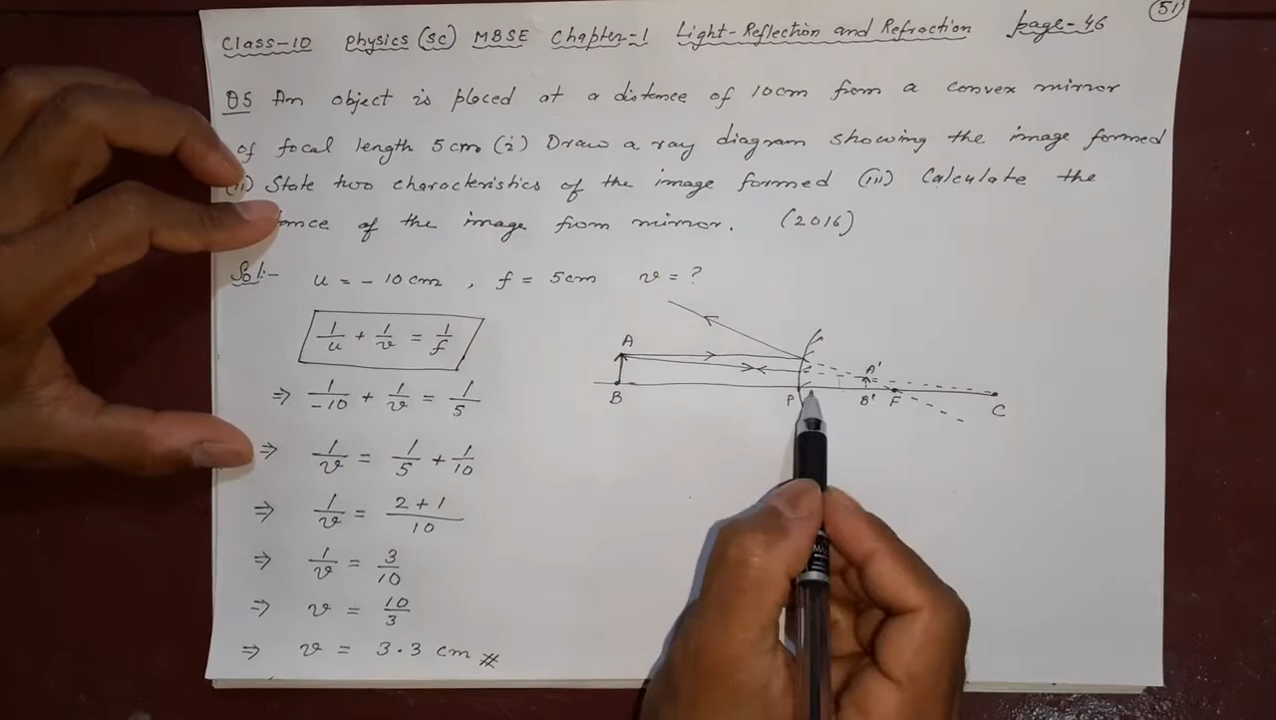 51
Class-10 physics (sc) MBSE Chapter-1 Light-Reflection and Refraction page-46
Q5 An object is placed at a distance of 10cm from a convex mirror
of focal length 5cm (i) Draw a ray diagram showing the image formed
(ii) State two characteristics of the image formed (iii) Calculate the
of the image from mirror. (2016)
Sol:- u = - 10cm , f = 5cm v = ?
1/u + 1/v = 1/f
⇒ 1/-10 + 1/v = 1/5
⇒ 1/v = 1/5 + 1/10
⇒ 1/v = 2+1/10
⇒ 1/v = 3/10
⇒ v = 10/3
⇒ v = 3.3 cm #
A
A'
B P B' F C